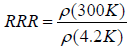 RRR = ρ(300K) / ρ(4.2K)